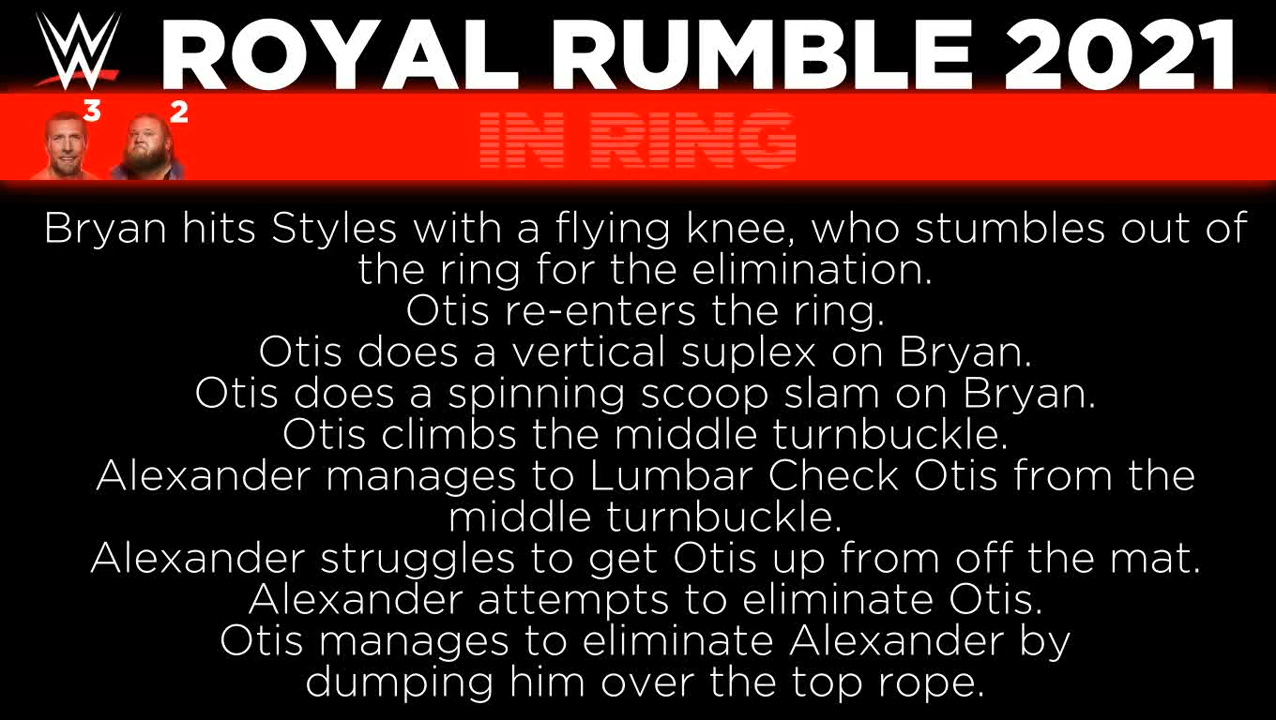 W ROYAL RUMBLE 2021
3 2 IN RING
Bryan hits Styles with a flying knee, who stumbles out of
the ring for the elimination.
Otis re-enters the ring.
Otis does a vertical suplex on Bryan.
Otis does a spinning scoop slam on Bryan.
Otis climbs the middle turnbuckle.
Alexander manages to Lumbar Check Otis from the
middle turnbuckle.
Alexander struggles to get Otis up from off the mat.
Alexander attempts to eliminate Otis.
Otis manages to eliminate Alexander by
dumping him over the top rope.